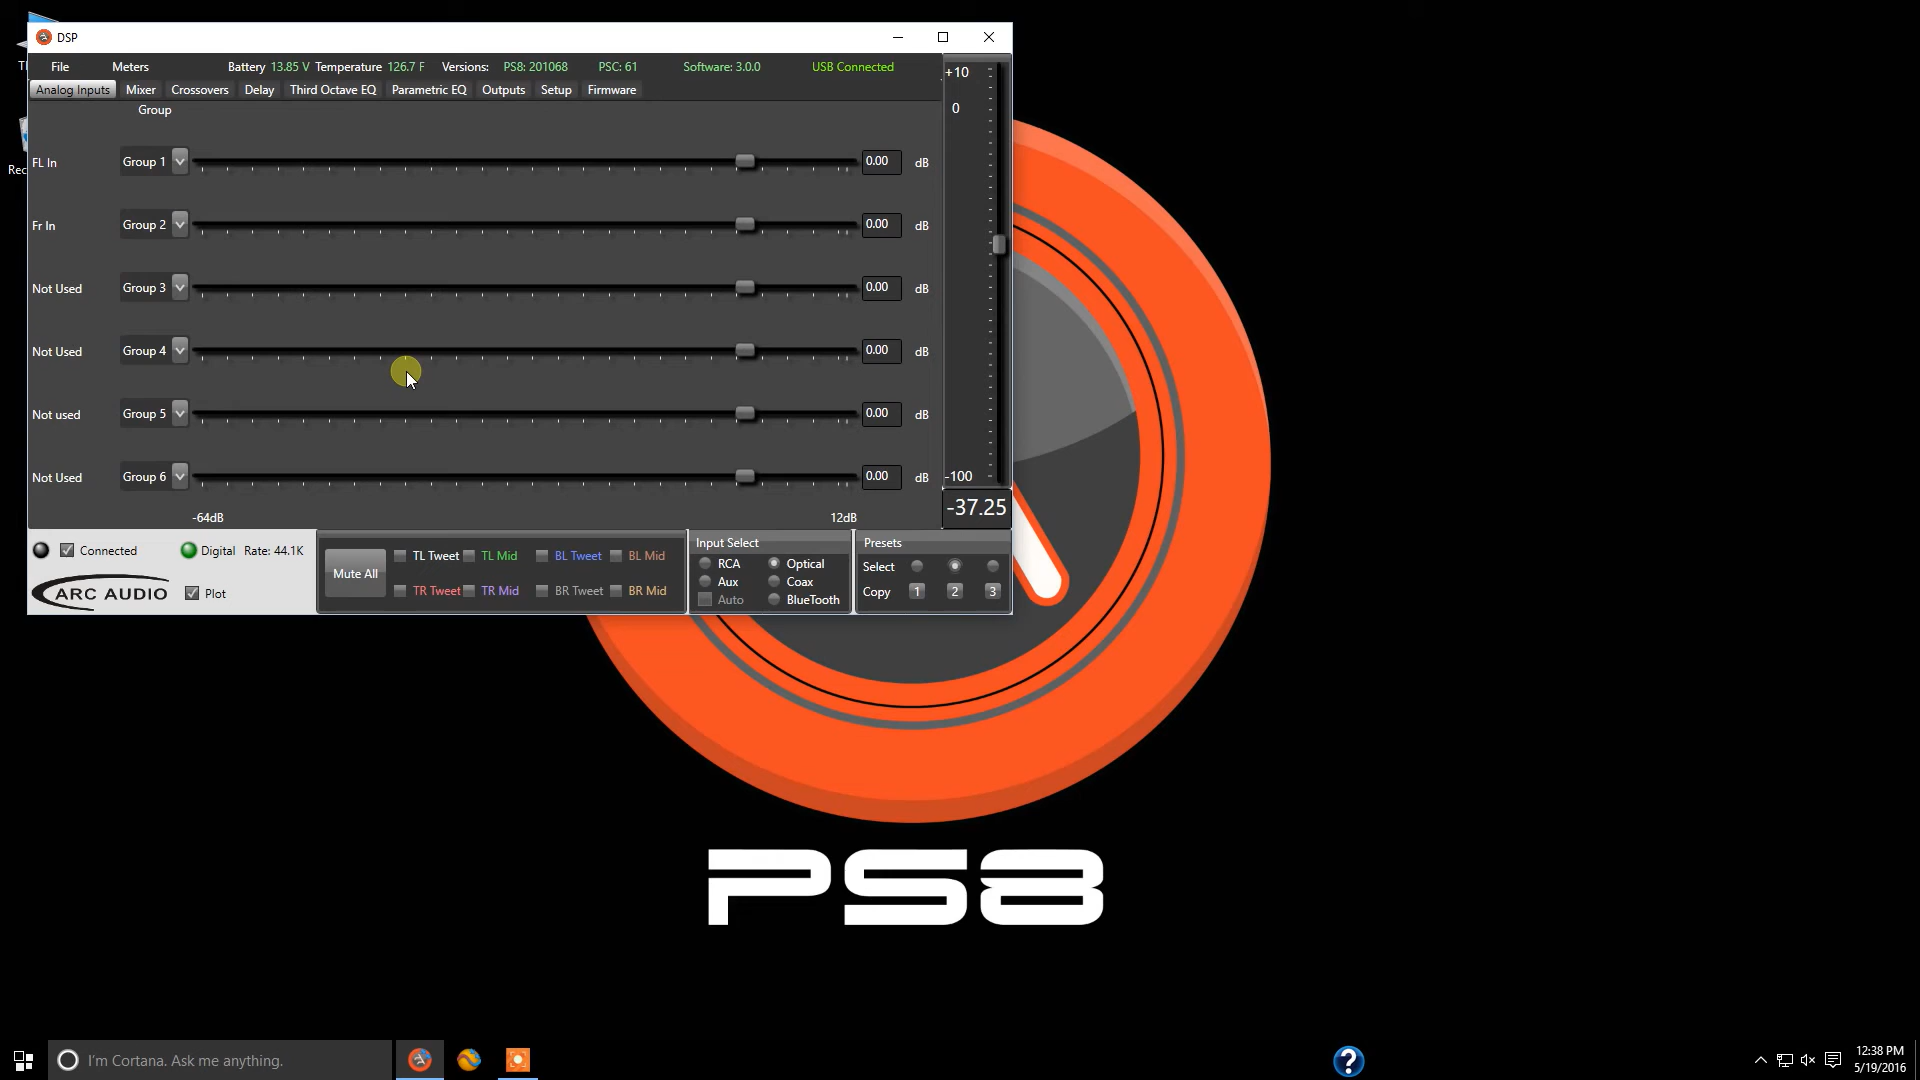 DSP
File Meters Battery 13.85 V Temperature 126.7 F Versions: PS8: 201068 PSC: 61 Software: 3.0.0 USB Connected
Analog Inputs Mixer Crossovers Delay Third Octave EQ Parametric EQ Outputs Setup Firmware
Group
+10
0
FL In Group 1 0.00 dB
Fr In Group 2 0.00 dB
Not Used Group 3 0.00 dB
Not Used Group 4 0.00 dB
Not used Group 5 0.00 dB
Not Used Group 6 0.00 dB
-100
-37.25
-64dB 12dB
Connected Digital Rate: 44.1K
ARC AUDIO Plot
Mute All
TL Tweet TL Mid BL Tweet BL Mid
TR Tweet TR Mid BR Tweet BR Mid
Input Select
RCA Optical
Aux Coax
Auto BlueTooth
Presets
Select
Copy 1 2 3
Rec
PS8
I'm Cortana. Ask me anything.
?
12:38 PM
5/19/2016